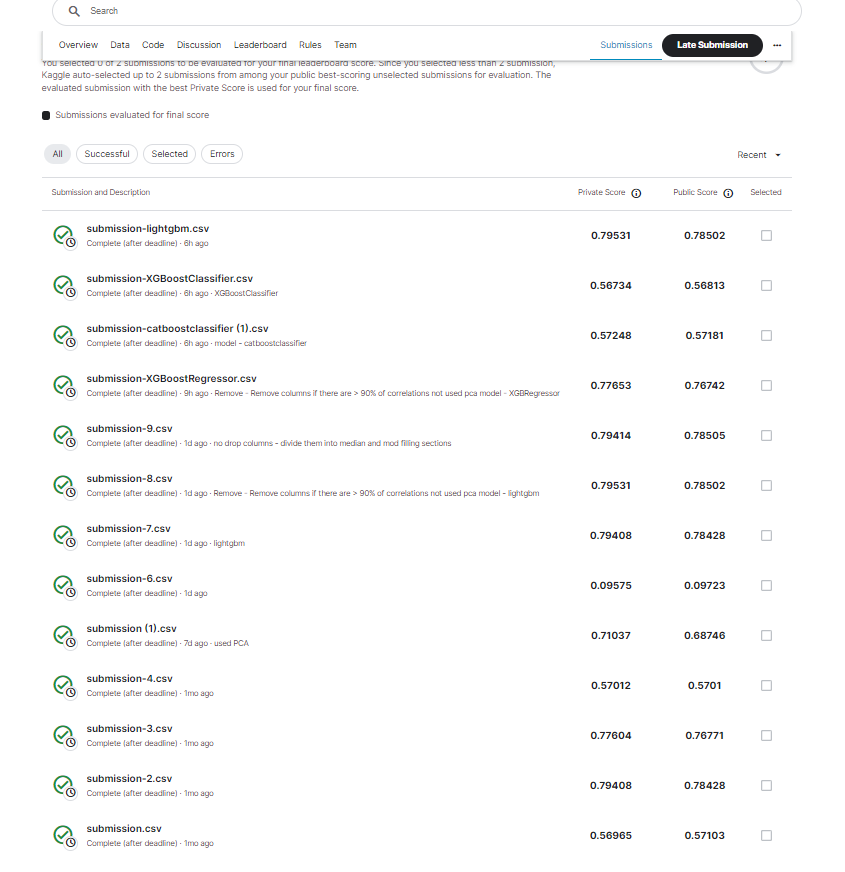 Search
Overview Data Code Discussion Leaderboard Rules Team Submissions Late Submission ...
You selected 0 of 2 submissions to be evaluated for your final leaderboard score. Since you selected less than 2 submission,
Kaggle auto-selected up to 2 submissions from among your public best-scoring unselected submissions for evaluation. The
evaluated submission with the best Private Score is used for your final score.
Submissions evaluated for final score
All Successful Selected Errors Recent
Submission and Description Private Score Public Score Selected
submission-lightgbm.csv 0.79531 0.78502
Complete (after deadline) · 6h ago
submission-XGBoostClassifier.csv 0.56734 0.56813
Complete (after deadline) · 6h ago · XGBoostClassifier
submission-catboostclassifier (1).csv 0.57248 0.57181
Complete (after deadline) · 6h ago · model - catboostclassifier
submission-XGBoostRegressor.csv 0.77653 0.76742
Complete (after deadline) · 9h ago · Remove - Remove columns if there are > 90% of correlations not used pca model - XGBRegressor
submission-9.csv 0.79414 0.78505
Complete (after deadline) · 1d ago · no drop columns - divide them into median and mod filling sections
submission-8.csv 0.79531 0.78502
Complete (after deadline) · 1d ago · Remove - Remove columns if there are > 90% of correlations not used pca model - lightgbm
submission-7.csv 0.79408 0.78428
Complete (after deadline) · 1d ago · lightgbm
submission-6.csv 0.09575 0.09723
Complete (after deadline) · 1d ago
submission (1).csv 0.71037 0.68746
Complete (after deadline) · 7d ago · used PCA
submission-4.csv 0.57012 0.5701
Complete (after deadline) · 1mo ago
submission-3.csv 0.77604 0.76771
Complete (after deadline) · 1mo ago
submission-2.csv 0.79408 0.78428
Complete (after deadline) · 1mo ago
submission.csv 0.56965 0.57103
Complete (after deadline) · 1mo ago